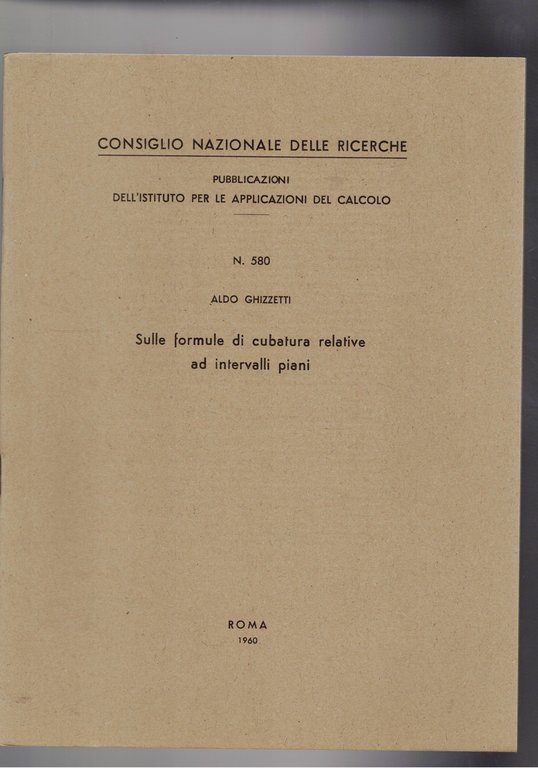 CONSIGLIO NAZIONALE DELLE RICERCHE
PUBBLICAZIONI
DELL'ISTITUTO PER LE APPLICAZIONI DEL CALCOLO
N. 580
ALDO GHIZZETTI
Sulle formule di cubatura relative
ad intervalli piani
ROMA
1960